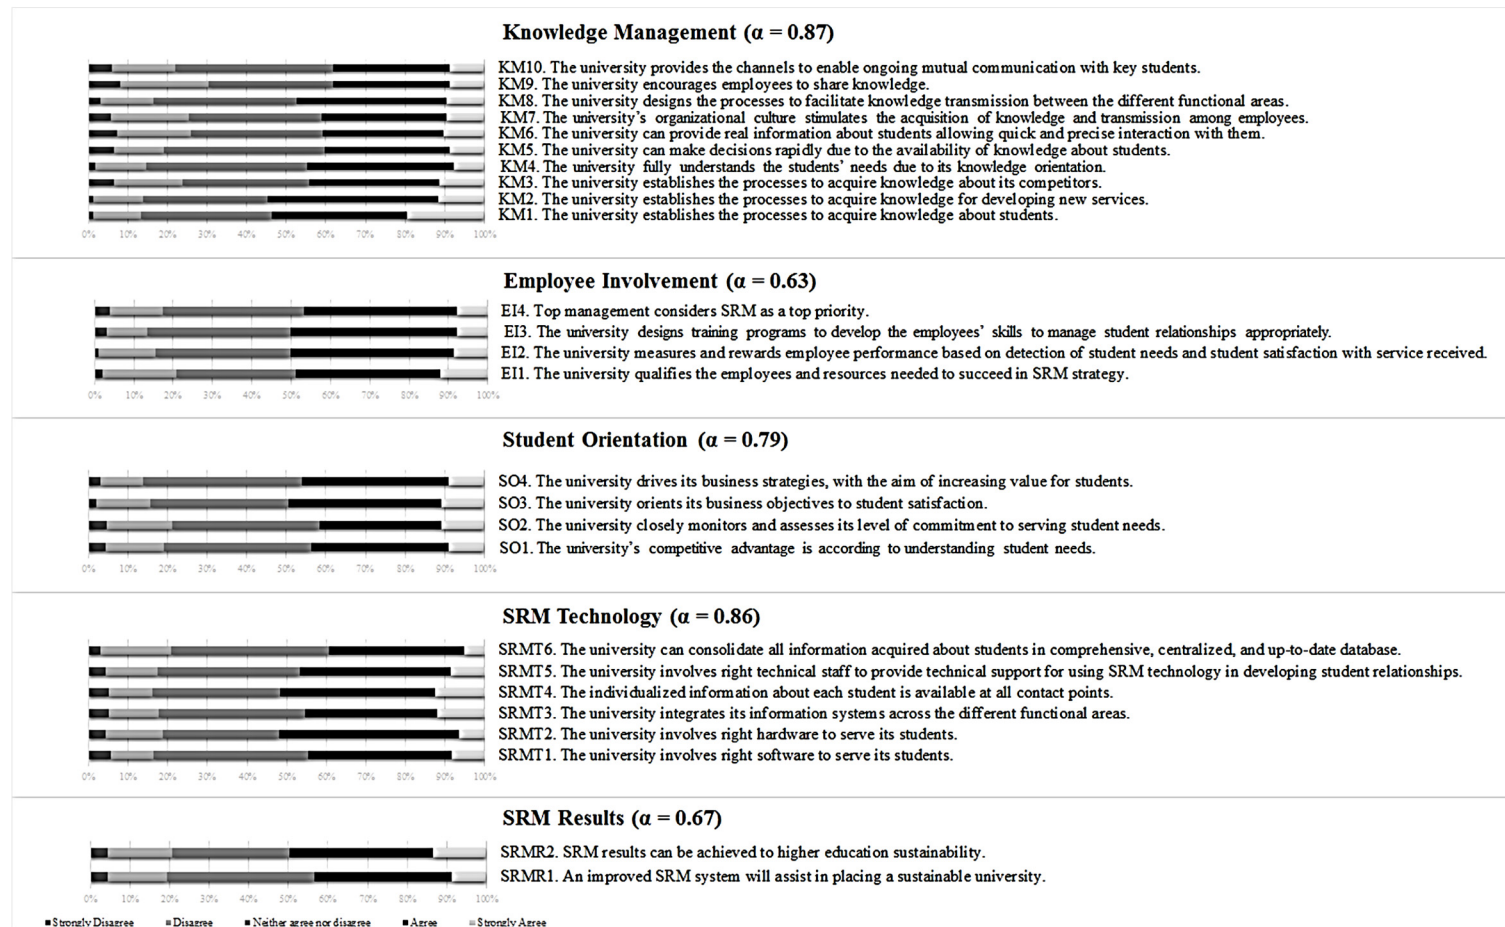 Knowledge Management (α = 0.87)
KM10. The university provides the channels to enable ongoing mutual communication with key students.
KM9. The university encourages employees to share knowledge.
KM8. The university designs the processes to facilitate knowledge transmission between the different functional areas.
KM7. The university's organizational culture stimulates the acquisition of knowledge and transmission among employees.
KM6. The university can provide real information about students allowing quick and precise interaction with them.
KM5. The university can make decisions rapidly due to the availability of knowledge about students.
KM4. The university fully understands the students' needs due to its knowledge orientation.
KM3. The university establishes the processes to acquire knowledge about its competitors.
KM2. The university establishes the processes to acquire knowledge for developing new services.
KM1. The university establishes the processes to acquire knowledge about students.
0% 10% 20% 30% 40% 50% 60% 70% 80% 90% 100%
Employee Involvement (α = 0.63)
EI4. Top management considers SRM as a top priority.
EI3. The university designs training programs to develop the employees' skills to manage student relationships appropriately.
EI2. The university measures and rewards employee performance based on detection of student needs and student satisfaction with service received.
EI1. The university qualifies the employees and resources needed to succeed in SRM strategy.
0% 10% 20% 30% 40% 50% 60% 70% 80% 90% 100%
Student Orientation (α = 0.79)
SO4. The university drives its business strategies, with the aim of increasing value for students.
SO3. The university orients its business objectives to student satisfaction.
SO2. The university closely monitors and assesses its level of commitment to serving student needs.
SO1. The university's competitive advantage is according to understanding student needs.
0% 10% 20% 30% 40% 50% 60% 70% 80% 90% 100%
SRM Technology (α = 0.86)
SRMT6. The university can consolidate all information acquired about students in comprehensive, centralized, and up-to-date database.
SRMT5. The university involves right technical staff to provide technical support for using SRM technology in developing student relationships.
SRMT4. The individualized information about each student is available at all contact points.
SRMT3. The university integrates its information systems across the different functional areas.
SRMT2. The university involves right hardware to serve its students.
SRMT1. The university involves right software to serve its students.
0% 10% 20% 30% 40% 50% 60% 70% 80% 90% 100%
SRM Results (α = 0.67)
SRMR2. SRM results can be achieved to higher education sustainability.
SRMR1. An improved SRM system will assist in placing a sustainable university.
0% 10% 20% 30% 40% 50% 60% 70% 80% 90% 100%
Strongly Disagree Disagree Neither agree nor disagree Agree Strongly Agree